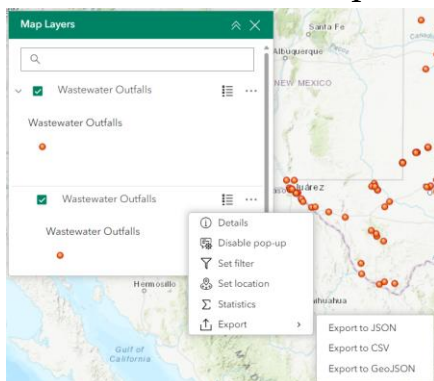 Map Layers
Santa Fe
Albuquerque
NEW MEXICO
Wastewater Outfalls
Wastewater Outfalls
Juárez
Wastewater Outfalls
Wastewater Outfalls
Details
Disable pop-up
Set filter
Set location
Statistics
Export
Hermosillo
Gulf of
California
Export to JSON
Export to CSV
Export to GeoJSON